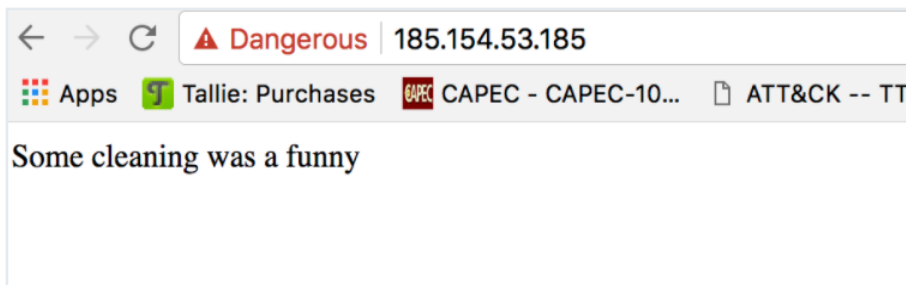 Dangerous 185.154.53.185
Apps Tallie: Purchases CAPEC CAPEC - CAPEC-10... ATT&CK -- TT
Some cleaning was a funny